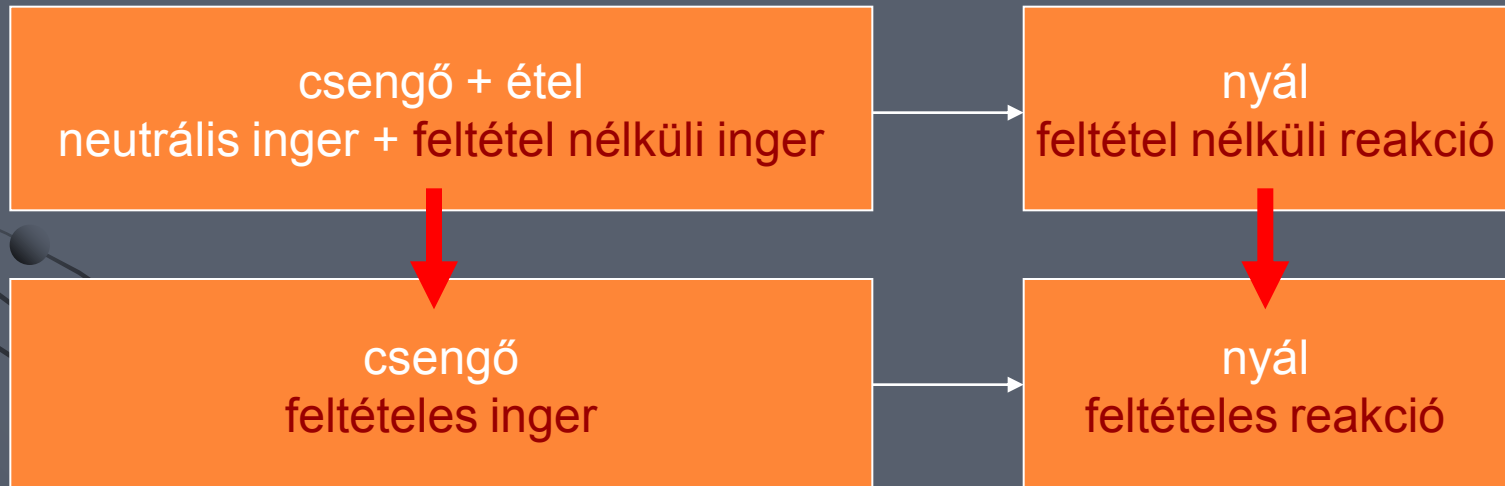 csengő + étel
neutrális inger + feltétel nélküli inger
nyál
feltétel nélküli reakció
csengő
feltételes inger
nyál
feltételes reakció